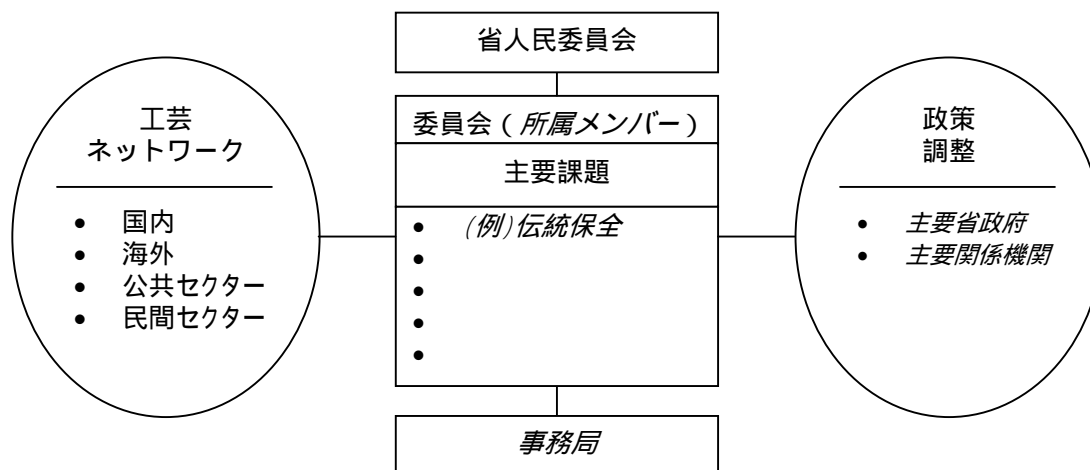 省人民委員会
工芸
ネットワーク
• 国内
• 海外
• 公共セクター
• 民間セクター
委員会（所属メンバー）
主要課題
• (例)伝統保全
•
•
•
•
政策
調整
• 主要省政府
• 主要関係機関
事務局